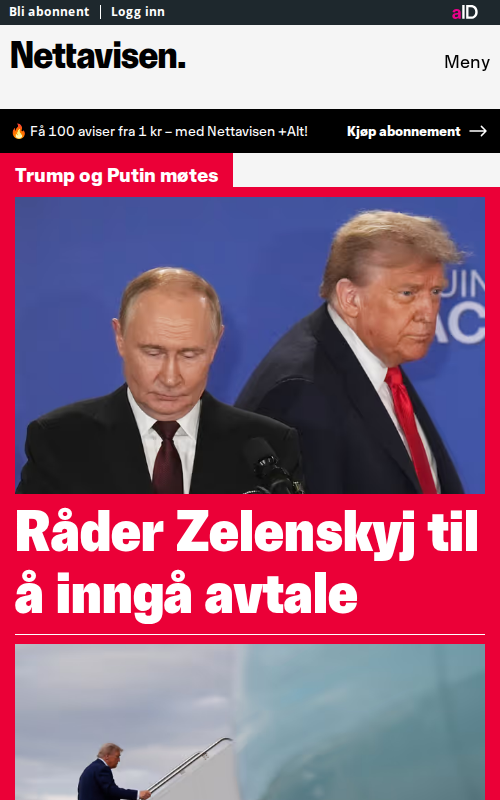 Bli abonnent | Logg inn
aID
Nettavisen.
Meny
🔥 Få 100 aviser fra 1 kr – med Nettavisen +Alt! Kjøp abonnement →
Trump og Putin møtes
Råder Zelenskyj til
å inngå avtale